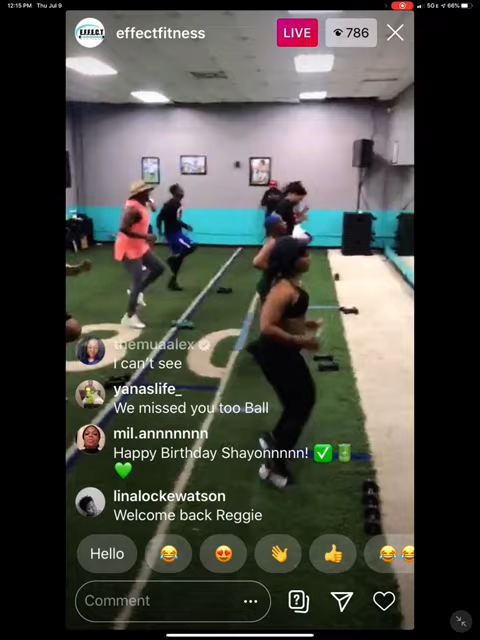 12:15 PM Thu Jul 9
5G E 66%
E.F.F.E.C.T
effectfitness
LIVE
786
themuaalex
I can't see
yanaslife_
We missed you too Ball
mil.annnnnnn
Happy Birthday Shayonnnnn!
linalockewatson
Welcome back Reggie
Hello
Comment